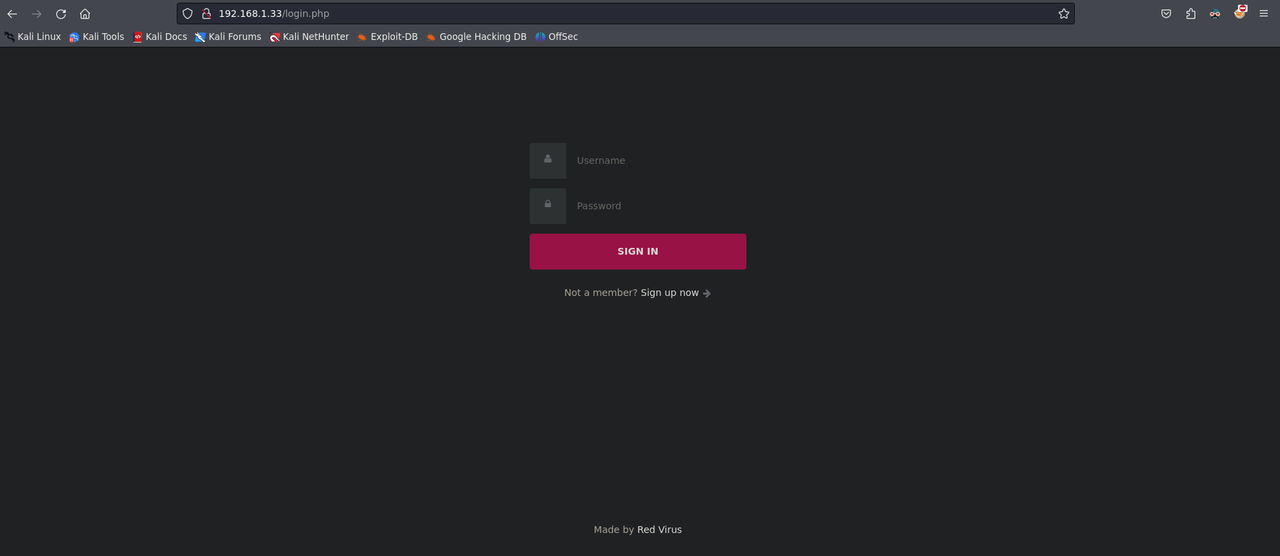 192.168.1.33/login.php
Kali Linux Kali Tools Kali Docs Kali Forums Kali NetHunter Exploit-DB Google Hacking DB OffSec
Username
Password
SIGN IN
Not a member? Sign up now
Made by Red Virus